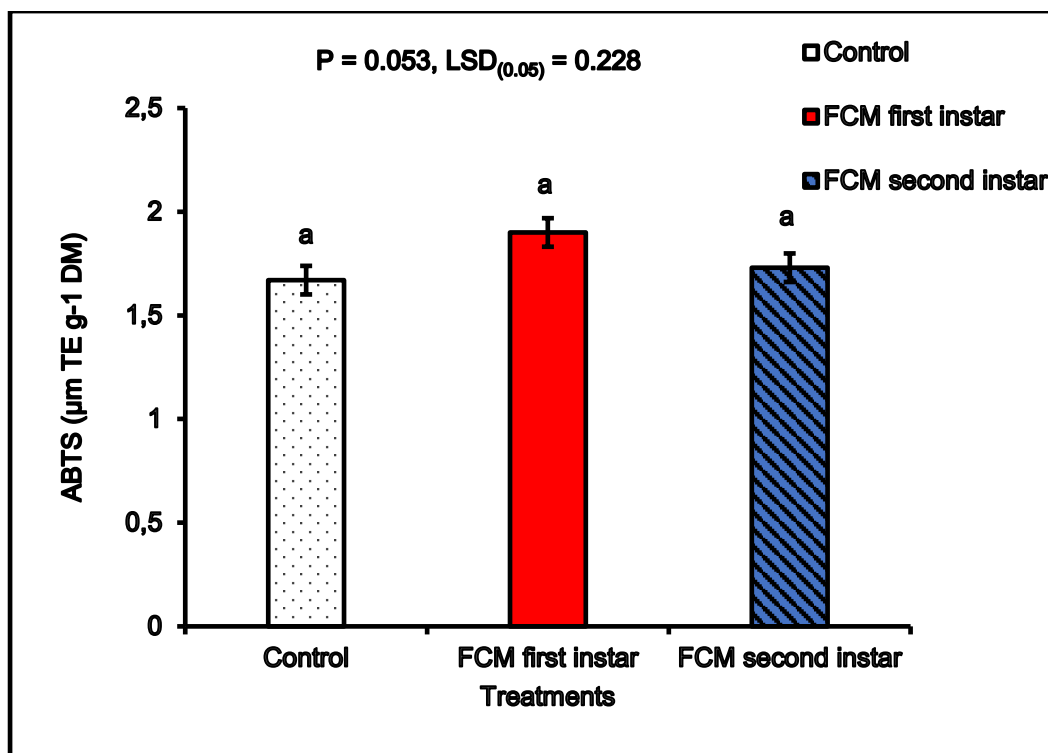 P = 0.053, LSD(0.05) = 0.228
Control
FCM first instar
FCM second instar
2,5
2
1,5
1
0,5
0
ABTS (µm TE g-1 DM)
a
a
a
Control
FCM first instar
FCM second instar
Treatments